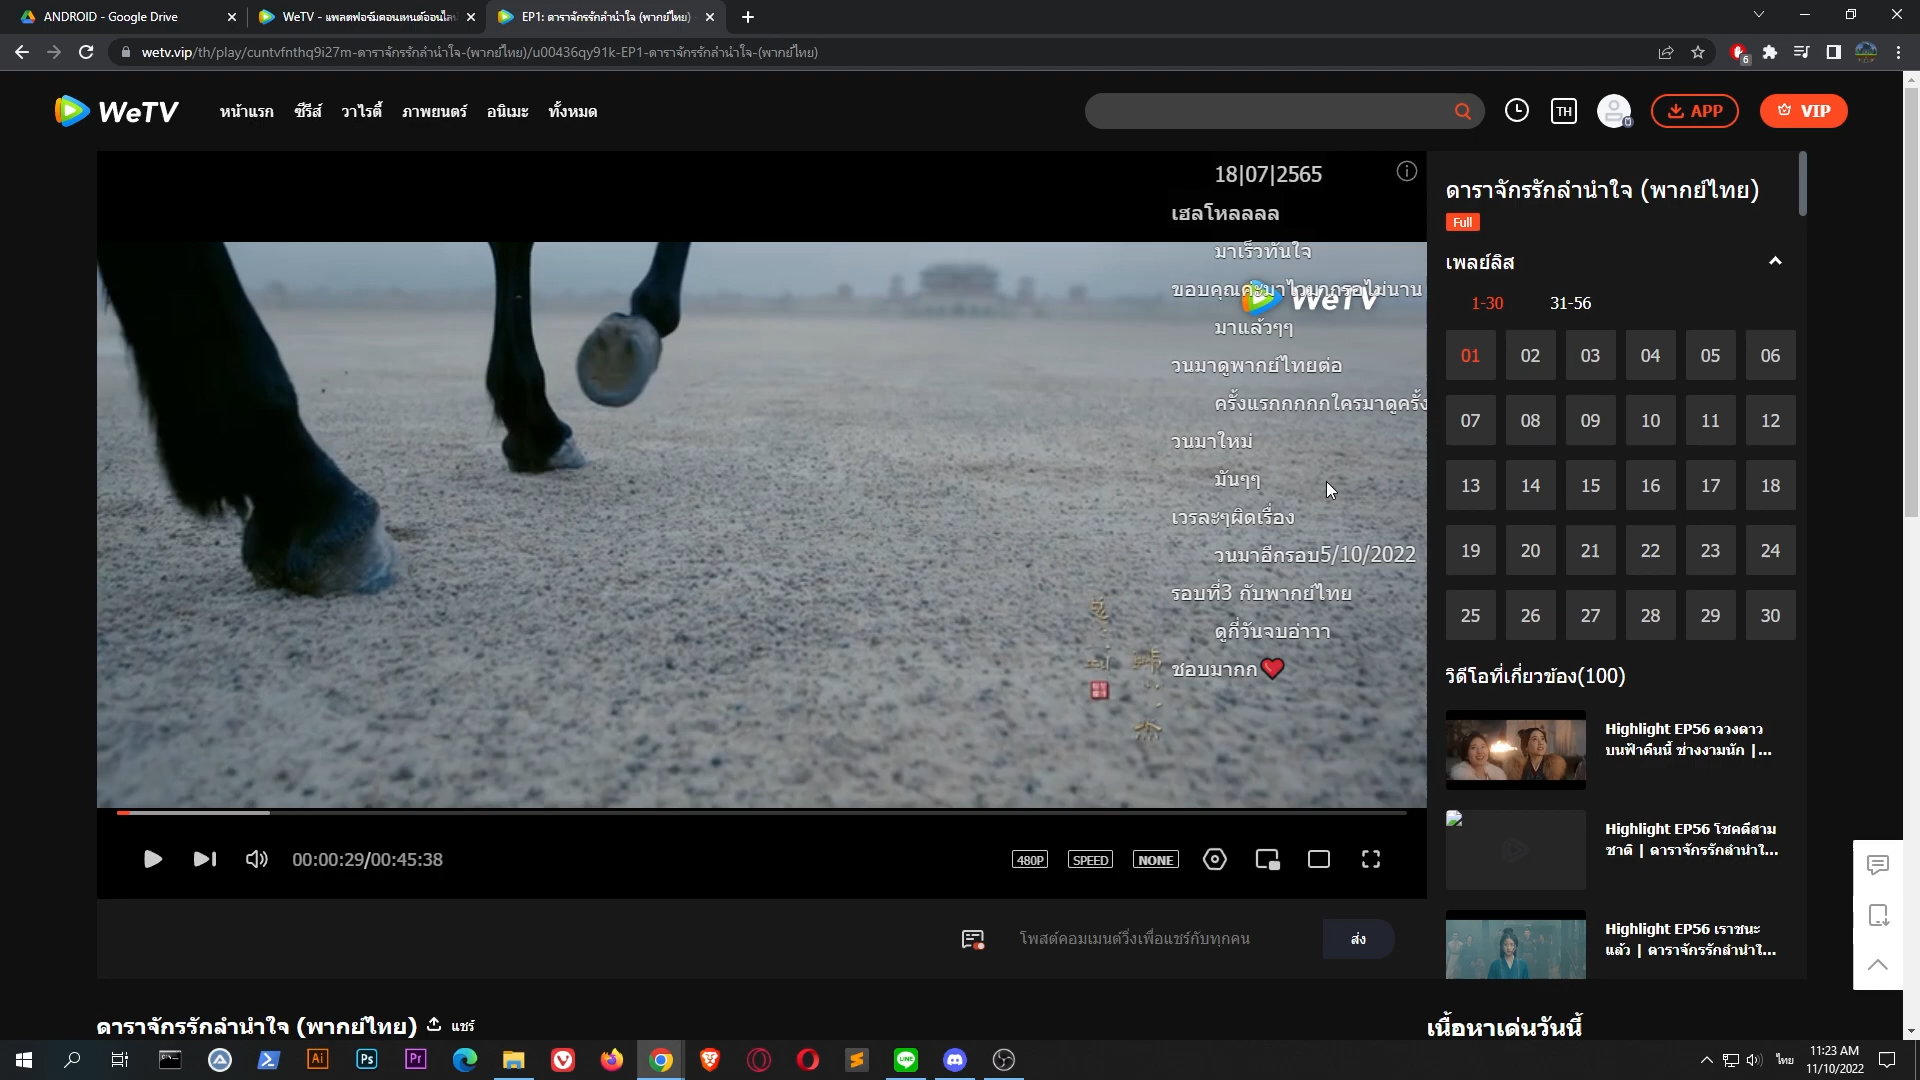 ANDROID - Google Drive
WeTV - แพลตฟอร์มคอนเทนต์ออนไลน์
EP1: ดาราจักรรักลำนำใจ (พากย์ไทย)
wetv.vip/th/play/cuntvfnthq9i27m-ดาราจักรรักลำนำใจ-(พากย์ไทย)/u00436qy91k-EP1-ดาราจักรรักลำนำใจ-(พากย์ไทย)
6
WeTV หน้าแรก ซีรีส์ วาไรตี้ ภาพยนตร์ อนิเมะ ทั้งหมด
TH
APP
VIP
18|07|2565
เฮลโหลลลล
มาเร็วทันใจ
ขอบคุณค่ะมาไวมากรอไม่นาน
WeTV
มาแล้วๆๆ
วนมาดูพากย์ไทยต่อ
ครั้งแรกกกกกใครมาดูครั้ง
วนมาใหม่
มันๆๆ
เวรละๆผิดเรื่อง
วนมาอีกรอบ5/10/2022
รอบที่3 กับพากย์ไทย
ดูกี่วันจบอ่าาา
ชอบมากก❤️
00:00:29/00:45:38
480P SPEED NONE
โพสต์คอมเมนต์วิ่งเพื่อแชร์กับทุกคน
ส่ง
ดาราจักรรักลำนำใจ (พากย์ไทย)
Full
เพลย์ลิส
1-30 31-56
01 02 03 04 05 06
07 08 09 10 11 12
13 14 15 16 17 18
19 20 21 22 23 24
25 26 27 28 29 30
วิดีโอที่เกี่ยวข้อง(100)
Highlight EP56 ดวงดาว
บนฟ้าคืนนี้ ช่างงามนัก |...
Highlight EP56 โชคดีสาม
ชาติ | ดาราจักรรักลำนำใ...
Highlight EP56 เราชนะ
แล้ว | ดาราจักรรักลำนำใ...
ดาราจักรรักลำนำใจ (พากย์ไทย) แชร์
เนื้อหาเด่นวันนี้
Ai
Ps
Pr
LINE
ไทย
11:23 AM
11/10/2022